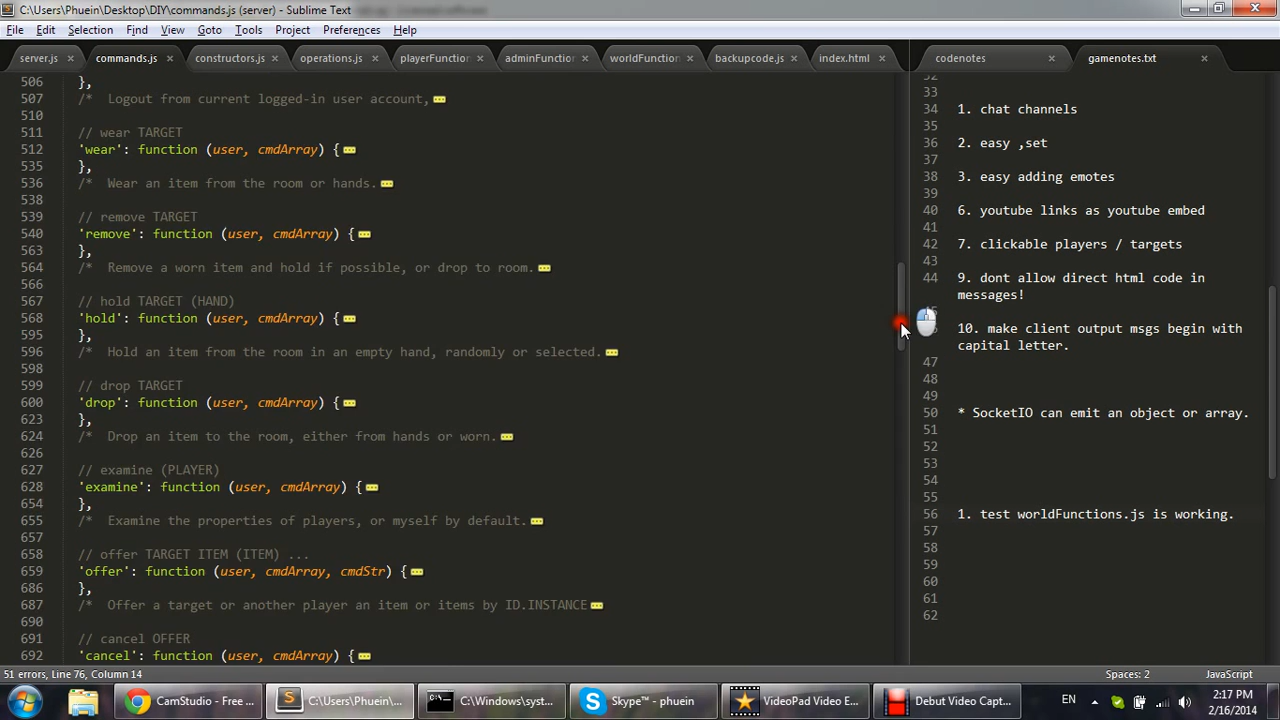 C:\Users\Phuein\Desktop\DIY\commands.js (server) - Sublime Text
File Edit Selection Find View Goto Tools Project Preferences Help
server.js × commands.js × constructors.js × operations.js × playerFunction × adminFunctio × worldFunction × backupcode.js × index.html × codenotes × gamenotes.txt ×
506 },
507 /* Logout from current logged-in user account,
510
511 // wear TARGET
512 'wear': function (user, cmdArray) {
535 },
536 /* Wear an item from the room or hands.
538
539 // remove TARGET
540 'remove': function (user, cmdArray) {
563 },
564 /* Remove a worn item and hold if possible, or drop to room.
566
567 // hold TARGET (HAND)
568 'hold': function (user, cmdArray) {
595 },
596 /* Hold an item from the room in an empty hand, randomly or selected.
598
599 // drop TARGET
600 'drop': function (user, cmdArray) {
623 },
624 /* Drop an item to the room, either from hands or worn.
626
627 // examine (PLAYER)
628 'examine': function (user, cmdArray) {
654 },
655 /* Examine the properties of players, or myself by default.
657
658 // offer TARGET ITEM (ITEM) ...
659 'offer': function (user, cmdArray, cmdStr) {
686 },
687 /* Offer a target or another player an item or items by ID.INSTANCE
690
691 // cancel OFFER
692 'cancel': function (user, cmdArray) {
32
33
34 1. chat channels
35
36 2. easy ,set
37
38 3. easy adding emotes
39
40 6. youtube links as youtube embed
41
42 7. clickable players / targets
43
44 9. dont allow direct html code in
messages!
10. make client output msgs begin with
capital letter.
47
48
49
50 * SocketIO can emit an object or array.
51
52
53
54
55
56 1. test worldFunctions.js is working.
57
58
59
60
61
62
51 errors, Line 76, Column 14 Spaces: 2 JavaScript
CamStudio - Free ... C:\Users\Phuein\... C:\Windows\syst... Skype™ - phuein VideoPad Video E... Debut Video Capt... EN 2:17 PM
2/16/2014